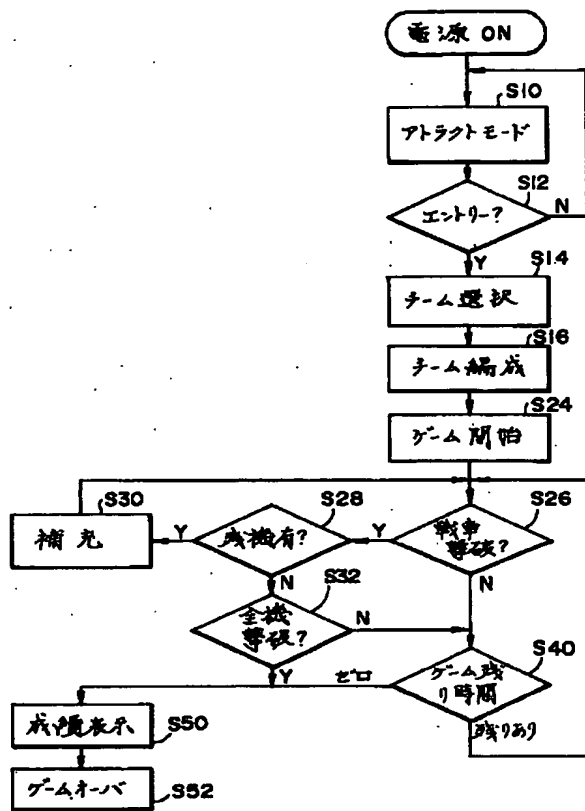 電源 ON
S10
アトラクトモード
S12
エントリー?
N
Y
S14
チーム選択
S16
チーム編成
S24
ゲーム開始
S30
補充
Y
S28
残機有?
Y
S26
戦車
撃破?
N
N
S32
全機
撃破?
N
Y
ゼロ
S40
ゲーム残
り時間
残りあり
成績表示
S50
ゲームオーバ
S52